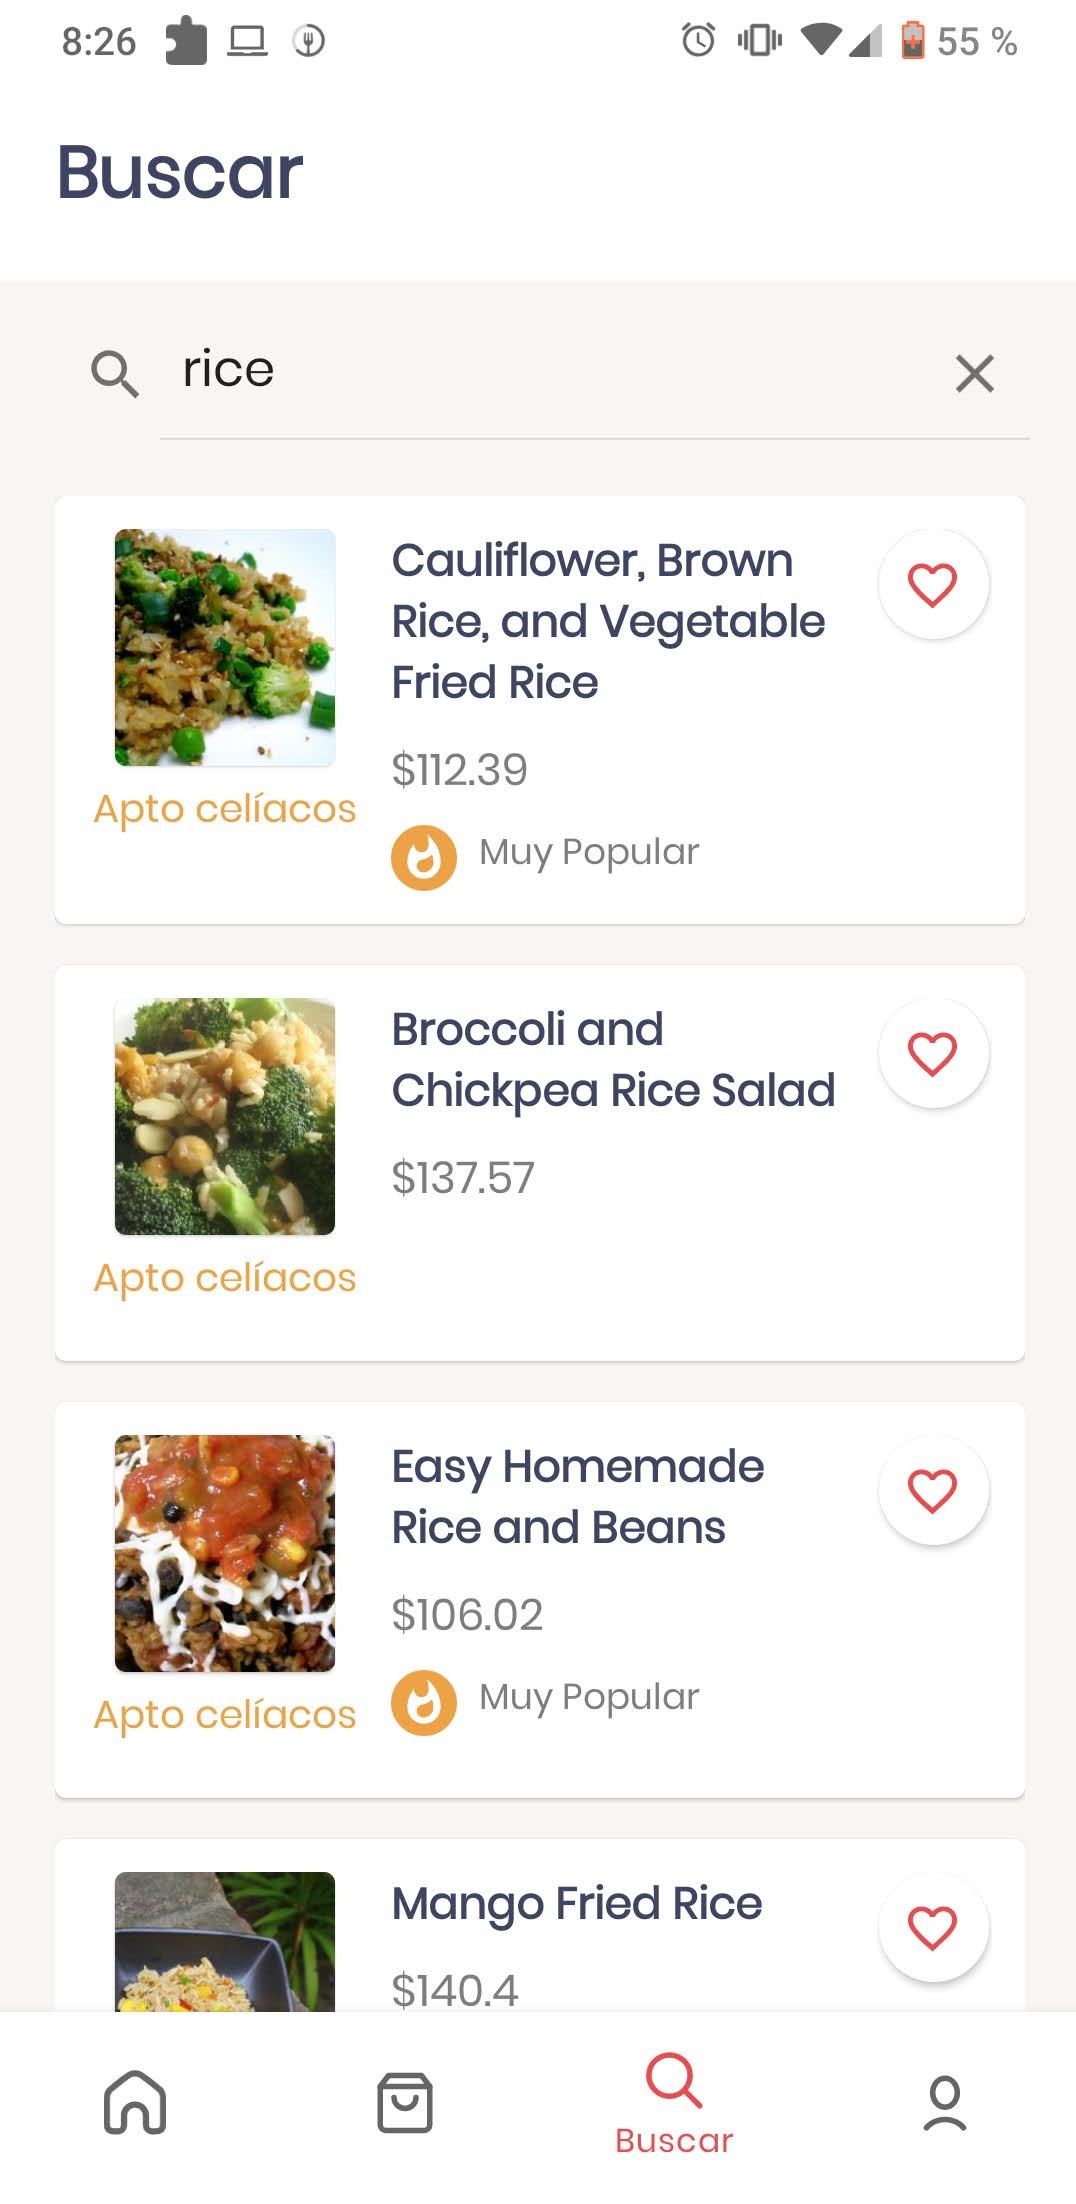 8:26
55 %
Buscar
rice
Cauliflower, Brown
Rice, and Vegetable
Fried Rice
$112.39
Apto celíacos
Muy Popular
Broccoli and
Chickpea Rice Salad
$137.57
Apto celíacos
Easy Homemade
Rice and Beans
$106.02
Muy Popular
Apto celíacos
Mango Fried Rice
$140.4
Buscar